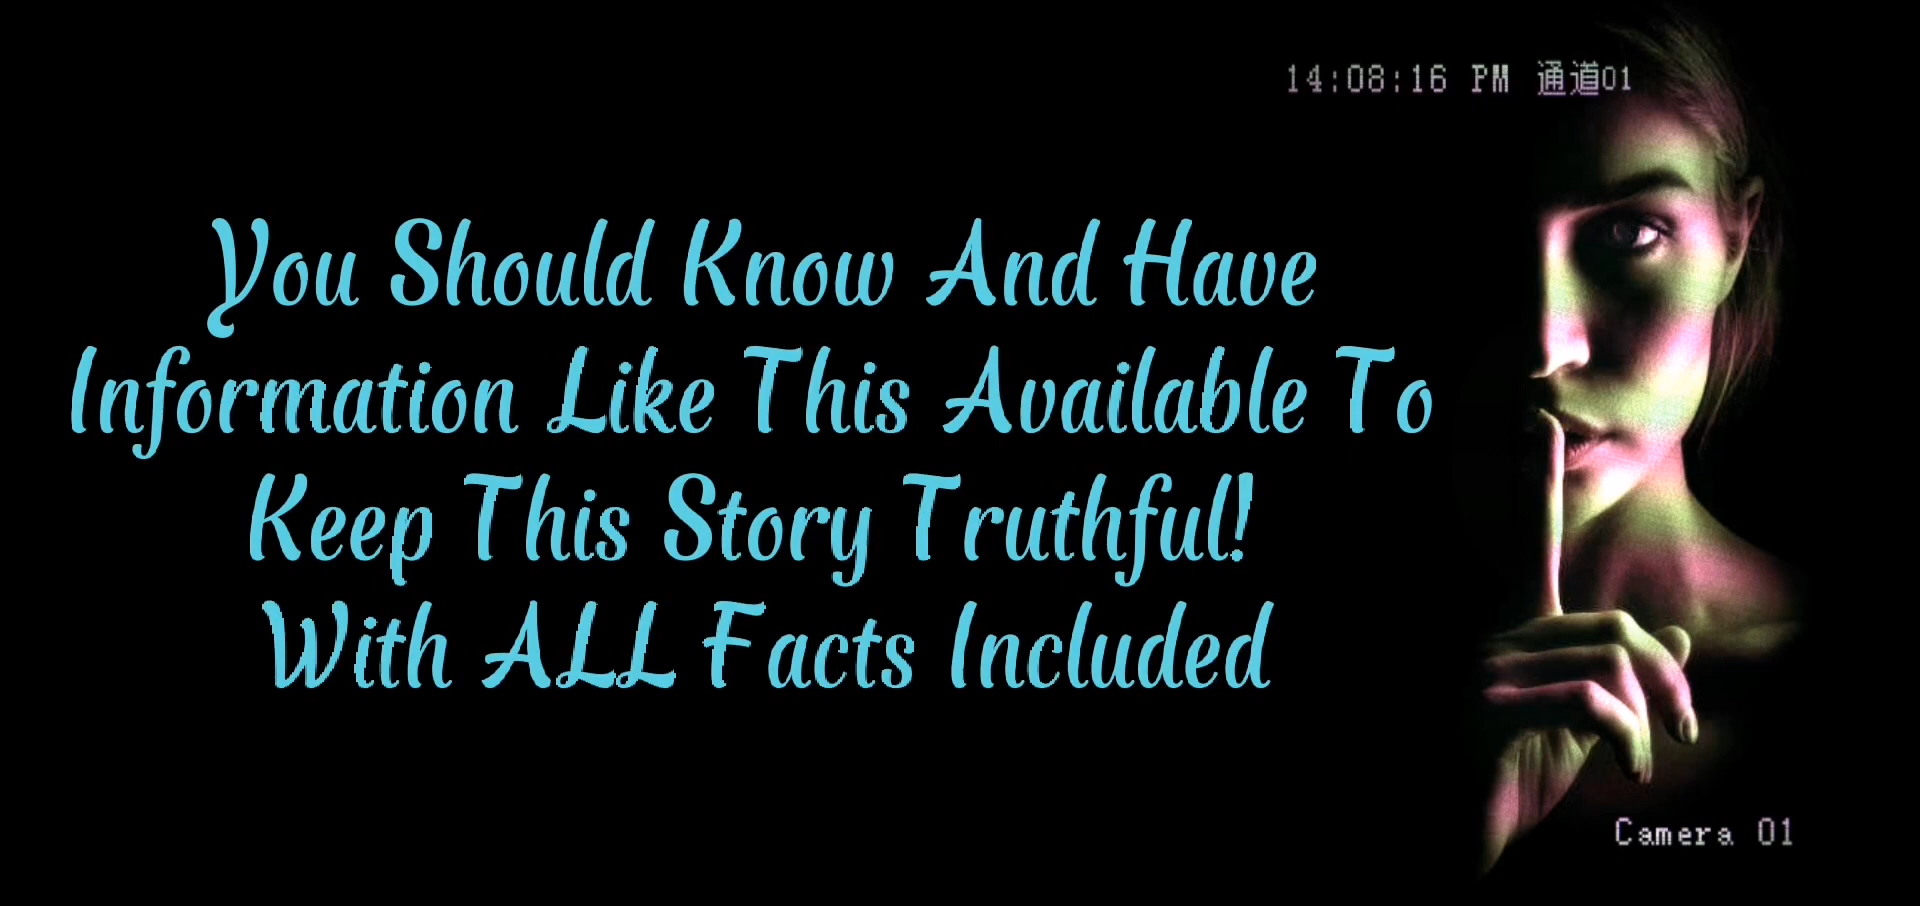 14:08:16 PM 通道01
You Should Know And Have
Information Like This Available To
Keep This Story Truthful!
With ALL Facts Included
Camera 01